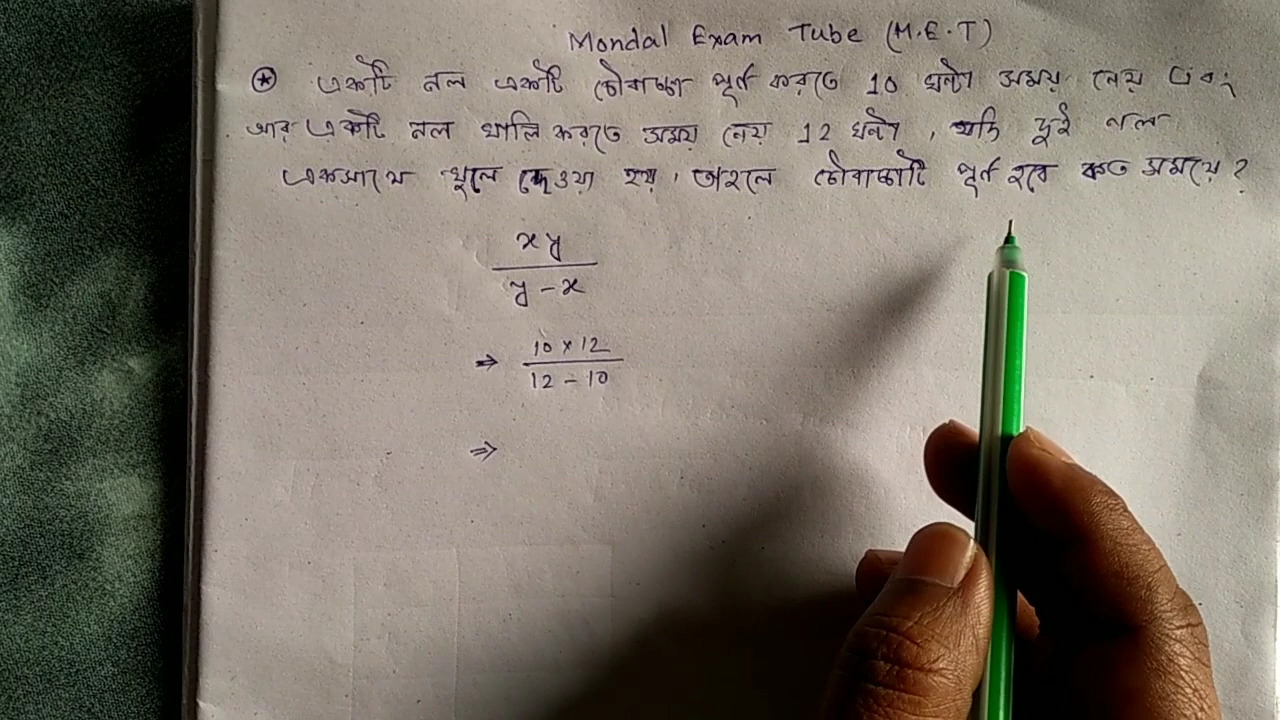 Mondal Exam Tube (M.E.T)
একটি নল একটি চৌবাচ্চা পূর্ণ করতে 10 ঘন্টা সময় নেয় এবং
আর একটি নল খালি করতে সময় নেয় 12 ঘন্টা, যদি দুই নল
একসাথে খুলে দেওয়া হয়, তাহলে চৌবাচ্চাটি পূর্ণ হবে কত সময়ে?
xy
y - x
⇒ 10 x 12
12 - 10
⇒